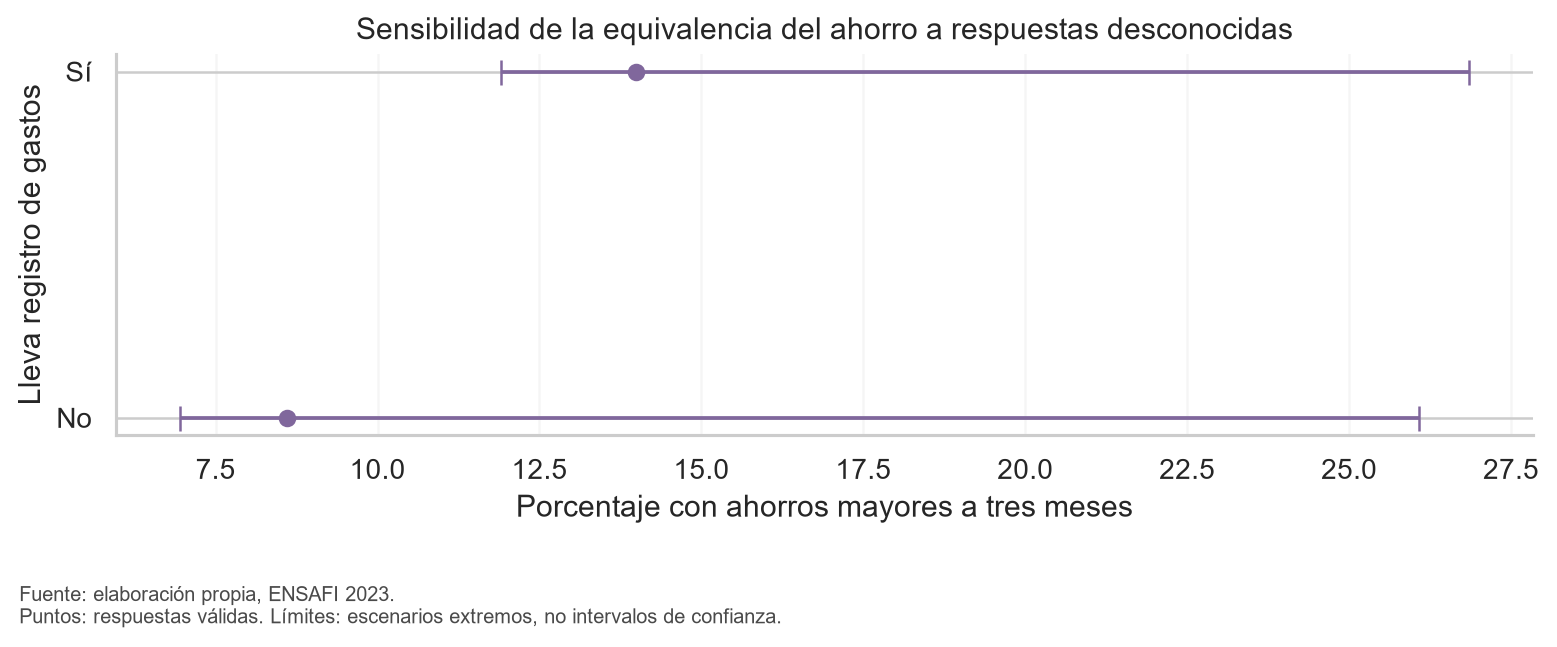 Sensibilidad de la equivalencia del ahorro a respuestas desconocidas
Lleva registro de gastos
Sí
No
7.5 10.0 12.5 15.0 17.5 20.0 22.5 25.0 27.5
Porcentaje con ahorros mayores a tres meses
Fuente: elaboración propia, ENSAFI 2023.
Puntos: respuestas válidas. Límites: escenarios extremos, no intervalos de confianza.